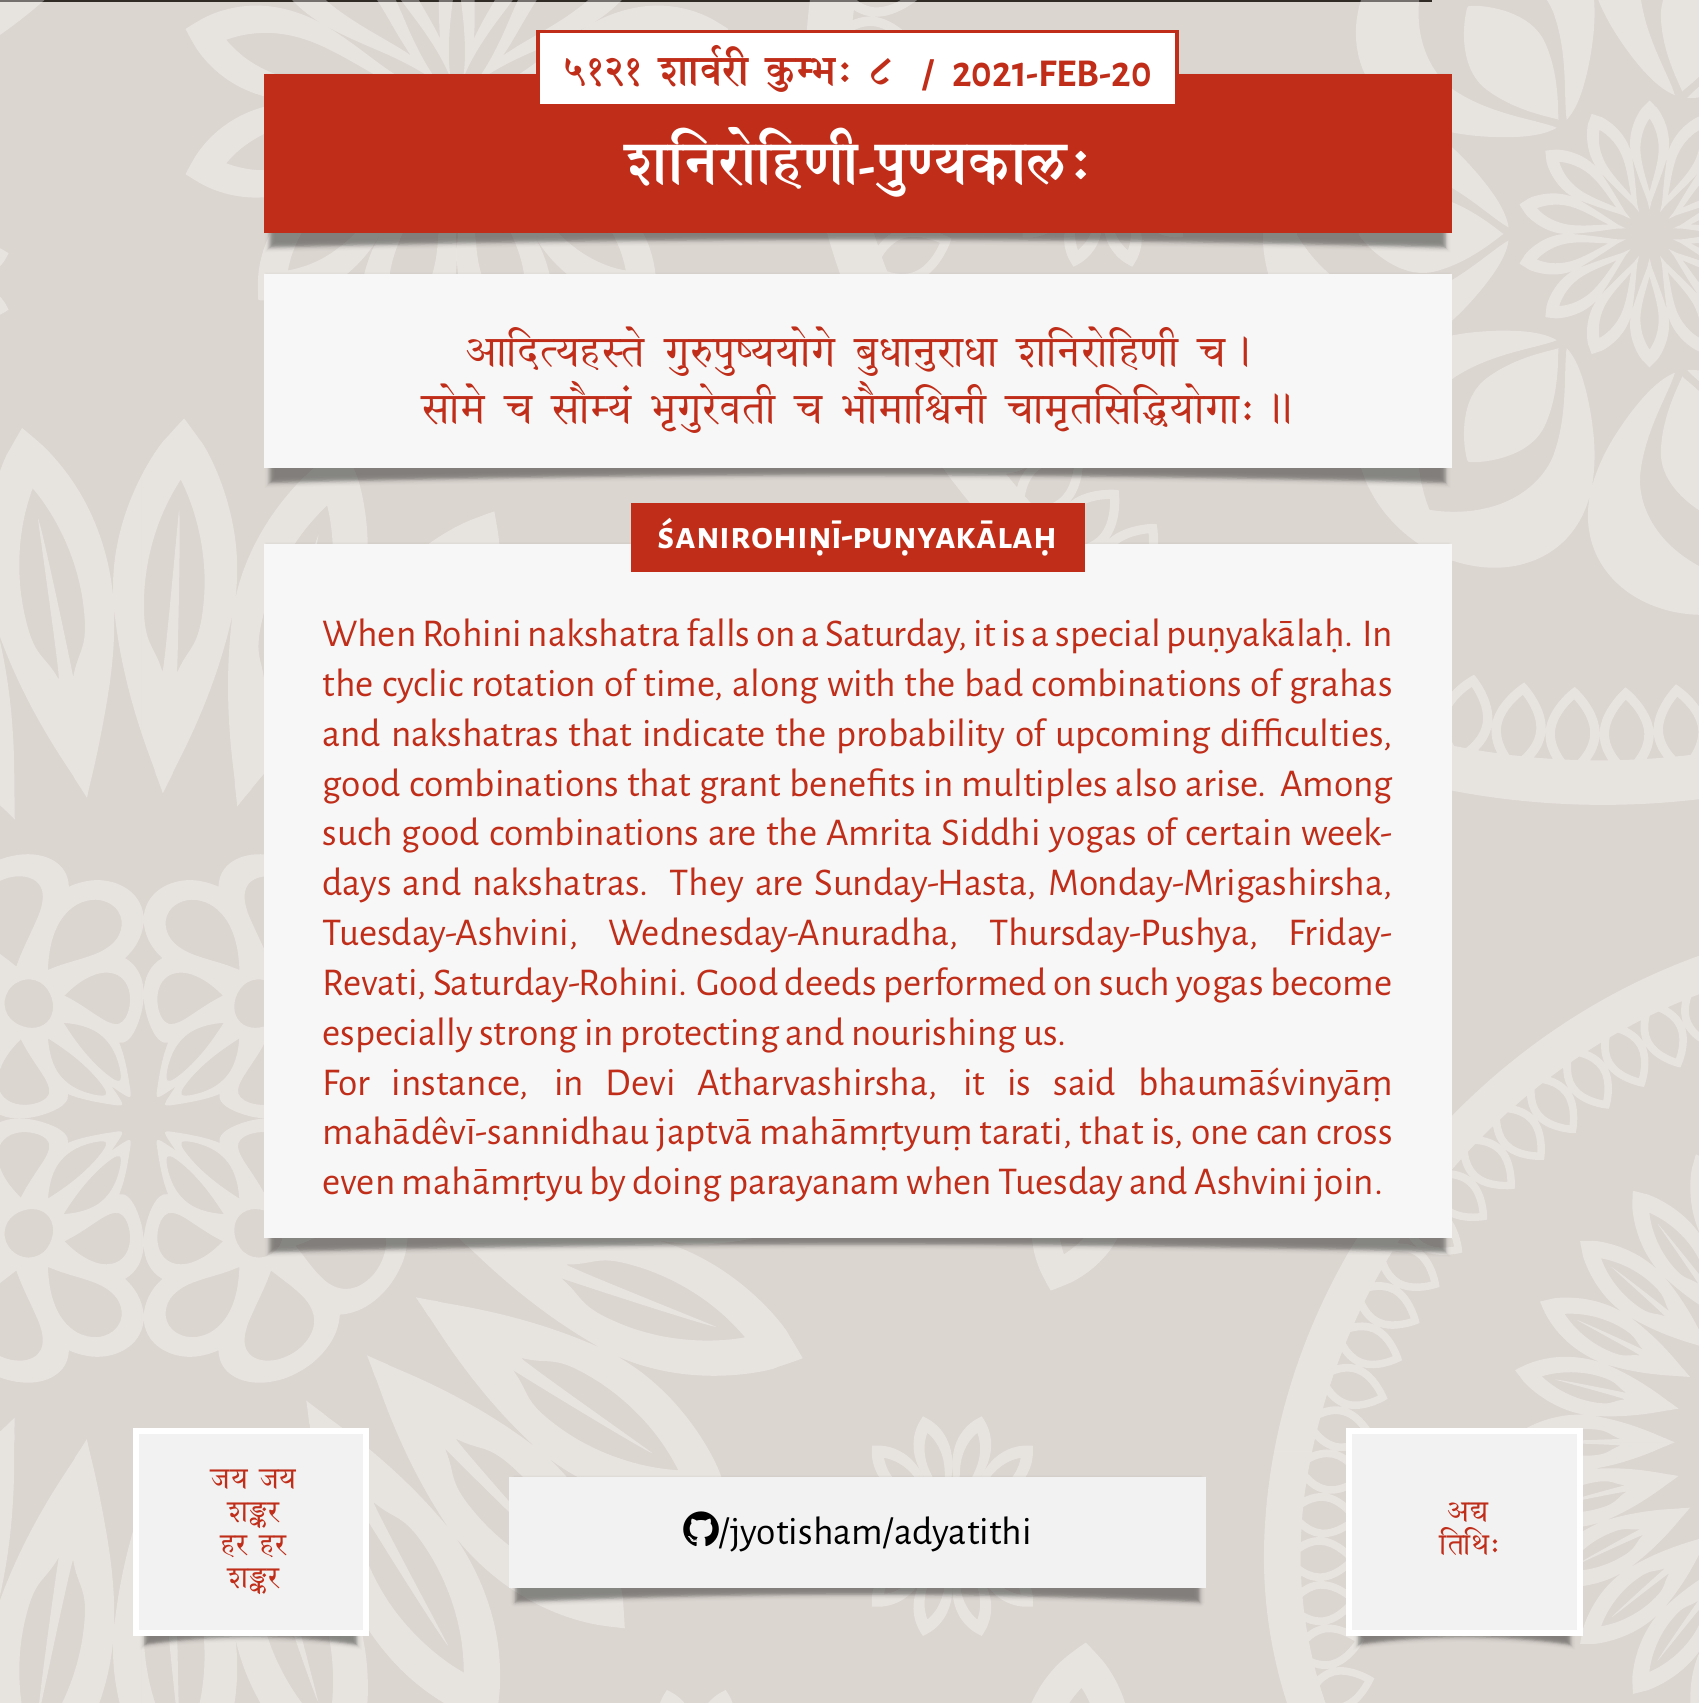 ५१२१ शार्वरी कुम्भः ८ / 2021-FEB-20
शनिरोहिणी-पुण्यकालः
आदित्यहस्ते गुरुपुष्ययोगे बुधानुराधा शनिरोहिणी च।
सोमे च सौम्यं भृगुरेवती च भौमाश्विनी चामृतसिद्धियोगाः॥
ŚANIROHIṆĪ-PUṆYAKĀLAḤ
When Rohini nakshatra falls on a Saturday, it is a special puṇyakālaḥ. In
the cyclic rotation of time, along with the bad combinations of grahas
and nakshatras that indicate the probability of upcoming difficulties,
good combinations that grant benefits in multiples also arise. Among
such good combinations are the Amrita Siddhi yogas of certain week-
days and nakshatras. They are Sunday-Hasta, Monday-Mrigashirsha,
Tuesday-Ashvini, Wednesday-Anuradha, Thursday-Pushya, Friday-
Revati, Saturday-Rohini. Good deeds performed on such yogas become
especially strong in protecting and nourishing us.
For instance, in Devi Atharvashirsha, it is said bhaumāśvinyāṃ
mahādêvī-sannidhau japtvā mahāmṛtyuṃ tarati, that is, one can cross
even mahāmṛtyu by doing parayanam when Tuesday and Ashvini join.
जय जय
शङ्कर
हर हर
शङ्कर
/jyotisham/adyatithi
अद्य
तिथिः